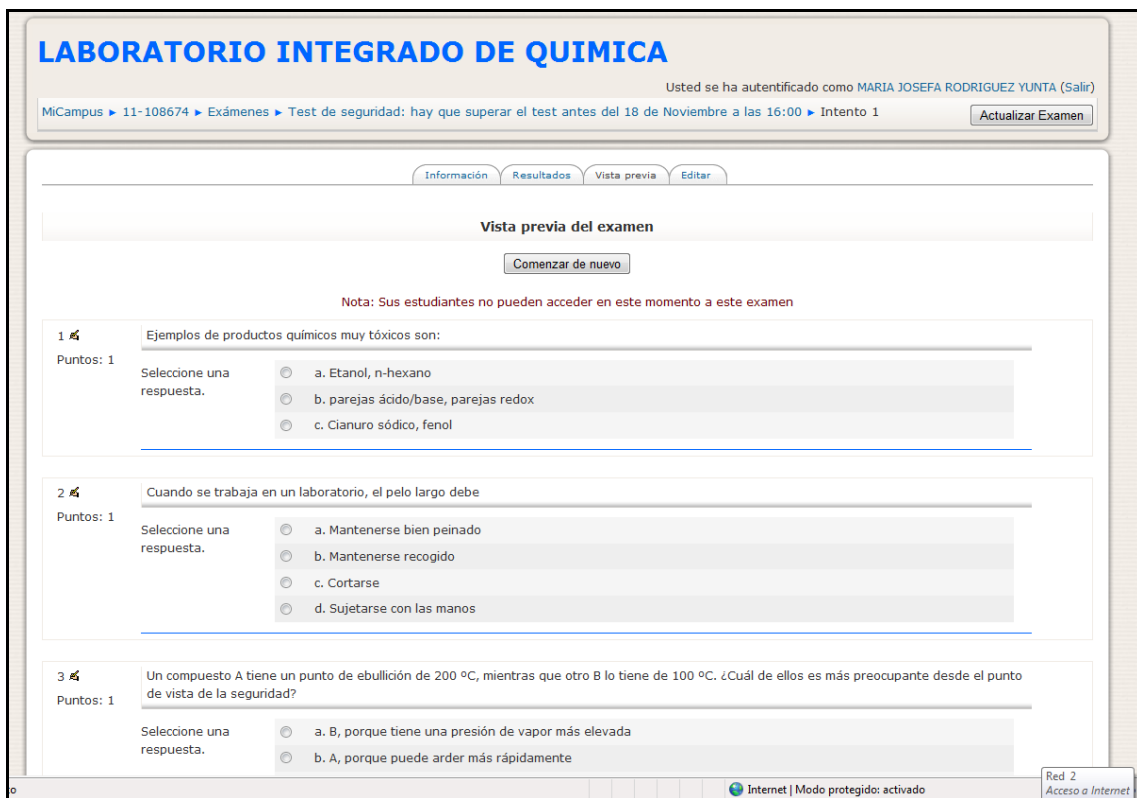 LABORATORIO INTEGRADO DE QUIMICA
Usted se ha autentificado como MARIA JOSEFA RODRIGUEZ YUNTA (Salir)
MiCampus ► 11-108674 ► Exámenes ► Test de seguridad: hay que superar el test antes del 18 de Noviembre a las 16:00 ► Intento 1
Actualizar Examen
Información
Resultados
Vista previa
Editar
Vista previa del examen
Comenzar de nuevo
Nota: Sus estudiantes no pueden acceder en este momento a este examen
1
Puntos: 1
Ejemplos de productos químicos muy tóxicos son:
Seleccione una
respuesta.
a. Etanol, n-hexano
b. parejas ácido/base, parejas redox
c. Cianuro sódico, fenol
2
Puntos: 1
Cuando se trabaja en un laboratorio, el pelo largo debe
Seleccione una
respuesta.
a. Mantenerse bien peinado
b. Mantenerse recogido
c. Cortarse
d. Sujetarse con las manos
3
Puntos: 1
Un compuesto A tiene un punto de ebullición de 200 ºC, mientras que otro B lo tiene de 100 ºC. ¿Cuál de ellos es más preocupante desde el punto
de vista de la seguridad?
Seleccione una
respuesta.
a. B, porque tiene una presión de vapor más elevada
b. A, porque puede arder más rápidamente
Internet | Modo protegido: activado
Red 2
Acceso a Internet